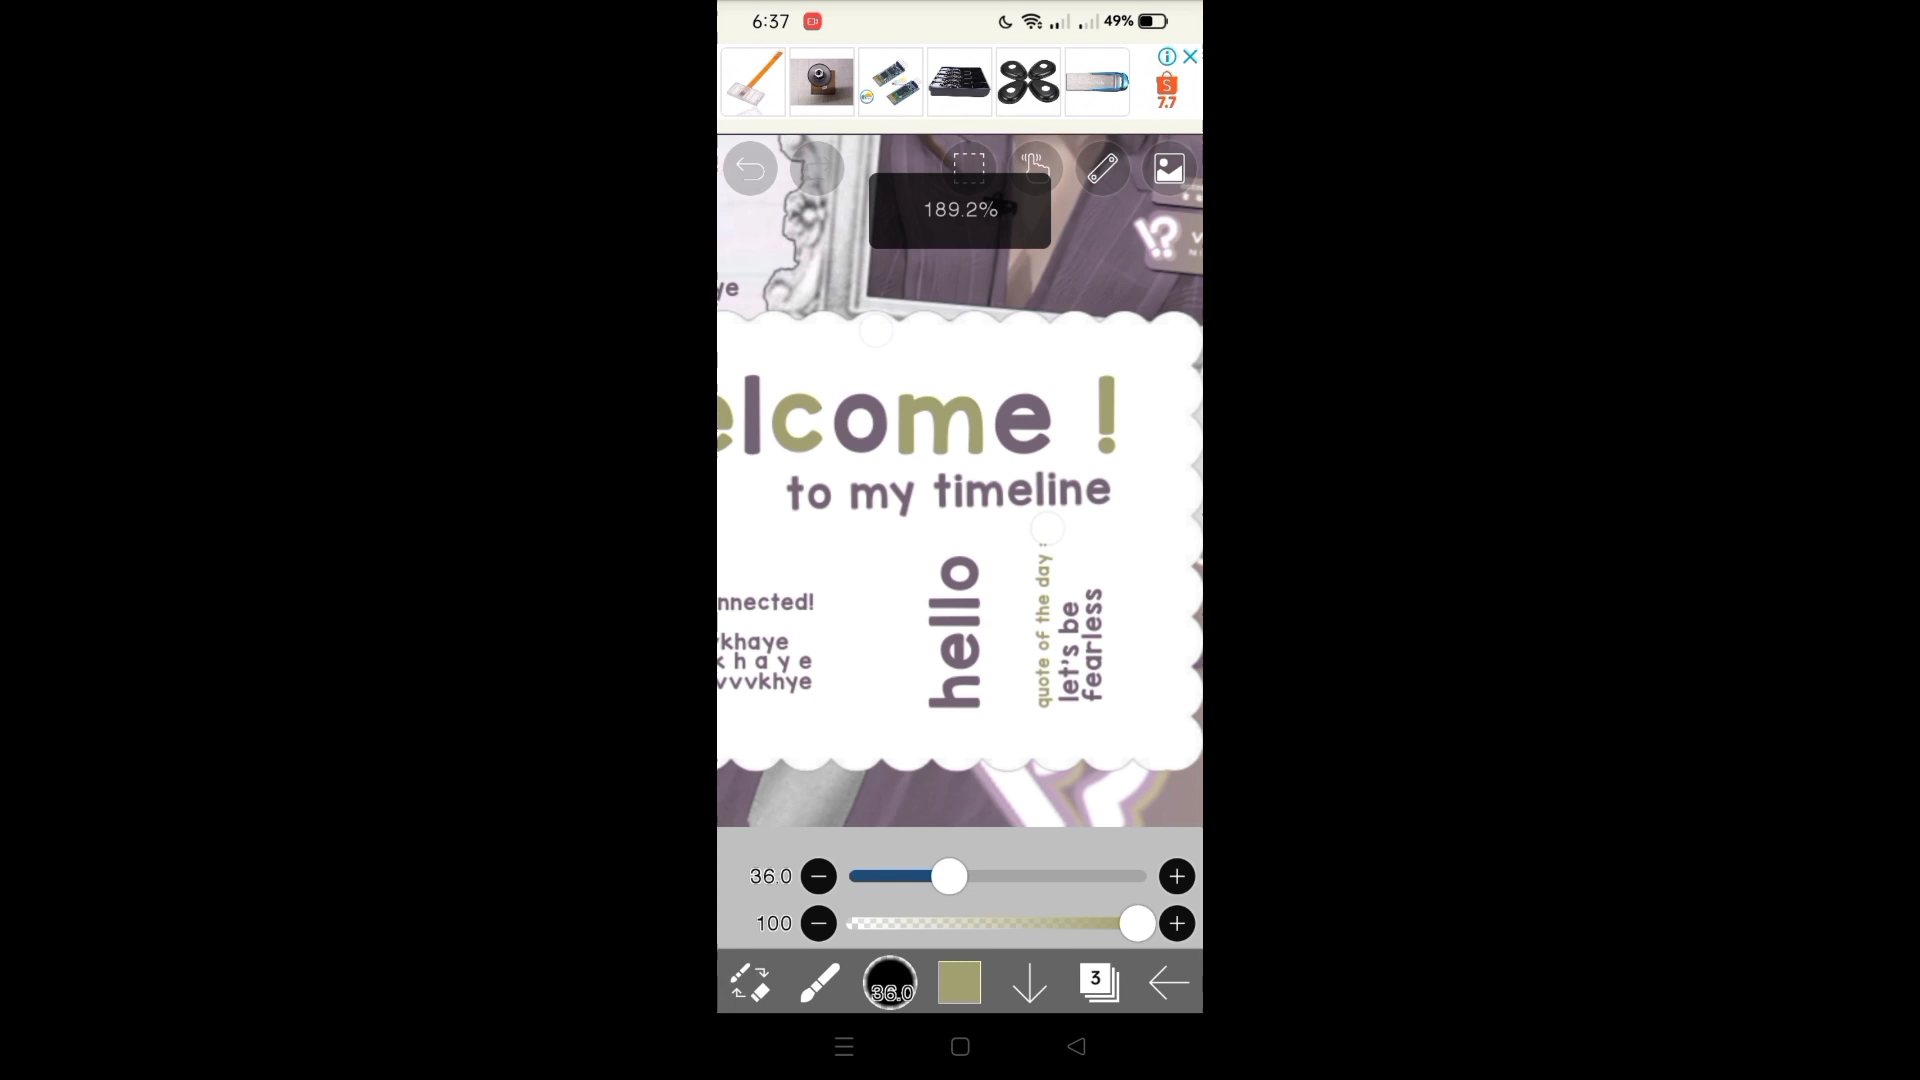 6:37
49%
S
7.7
189.2%
!?
ye
elcome !
to my timeline
hello
quote of the day :
let's be
fearless
nnected!
khaye
k h a y e
vvvkhye
36.0
100
36.0
3